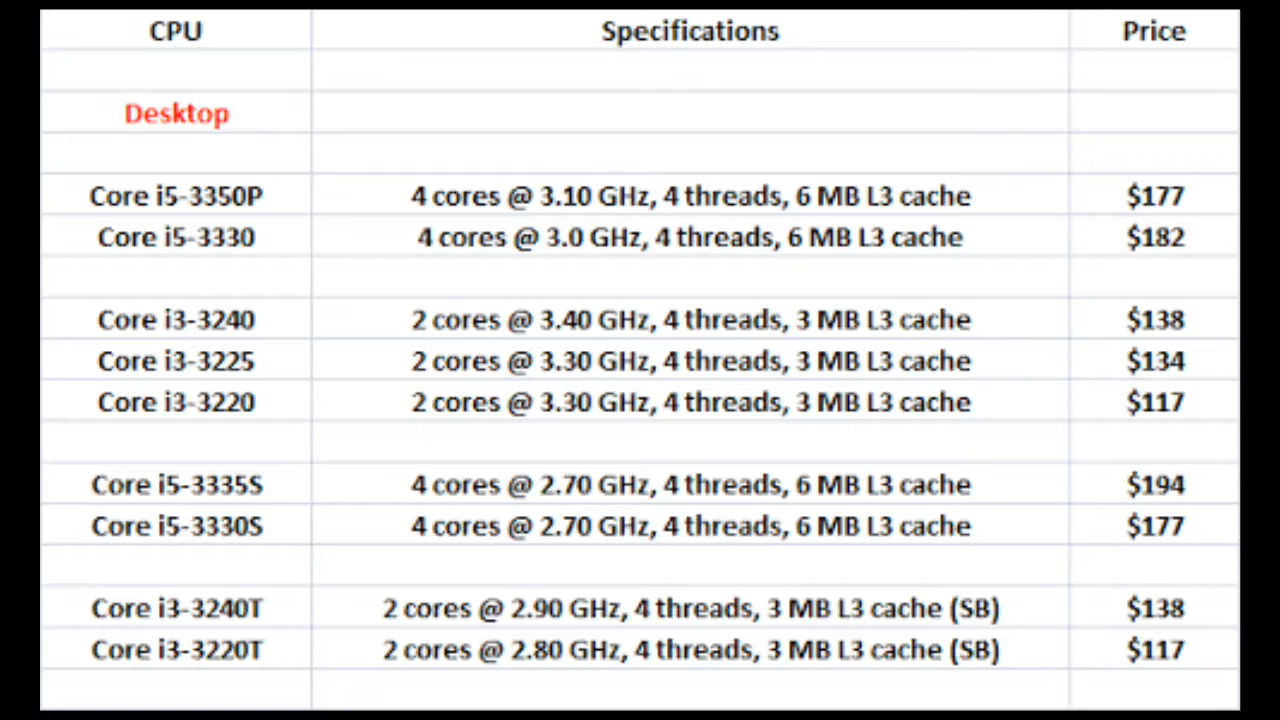 CPU Specifications Price
Desktop
Core i5-3350P 4 cores @ 3.10 GHz, 4 threads, 6 MB L3 cache $177
Core i5-3330 4 cores @ 3.0 GHz, 4 threads, 6 MB L3 cache $182
Core i3-3240 2 cores @ 3.40 GHz, 4 threads, 3 MB L3 cache $138
Core i3-3225 2 cores @ 3.30 GHz, 4 threads, 3 MB L3 cache $134
Core i3-3220 2 cores @ 3.30 GHz, 4 threads, 3 MB L3 cache $117
Core i5-3335S 4 cores @ 2.70 GHz, 4 threads, 6 MB L3 cache $194
Core i5-3330S 4 cores @ 2.70 GHz, 4 threads, 6 MB L3 cache $177
Core i3-3240T 2 cores @ 2.90 GHz, 4 threads, 3 MB L3 cache (SB) $138
Core i3-3220T 2 cores @ 2.80 GHz, 4 threads, 3 MB L3 cache (SB) $117